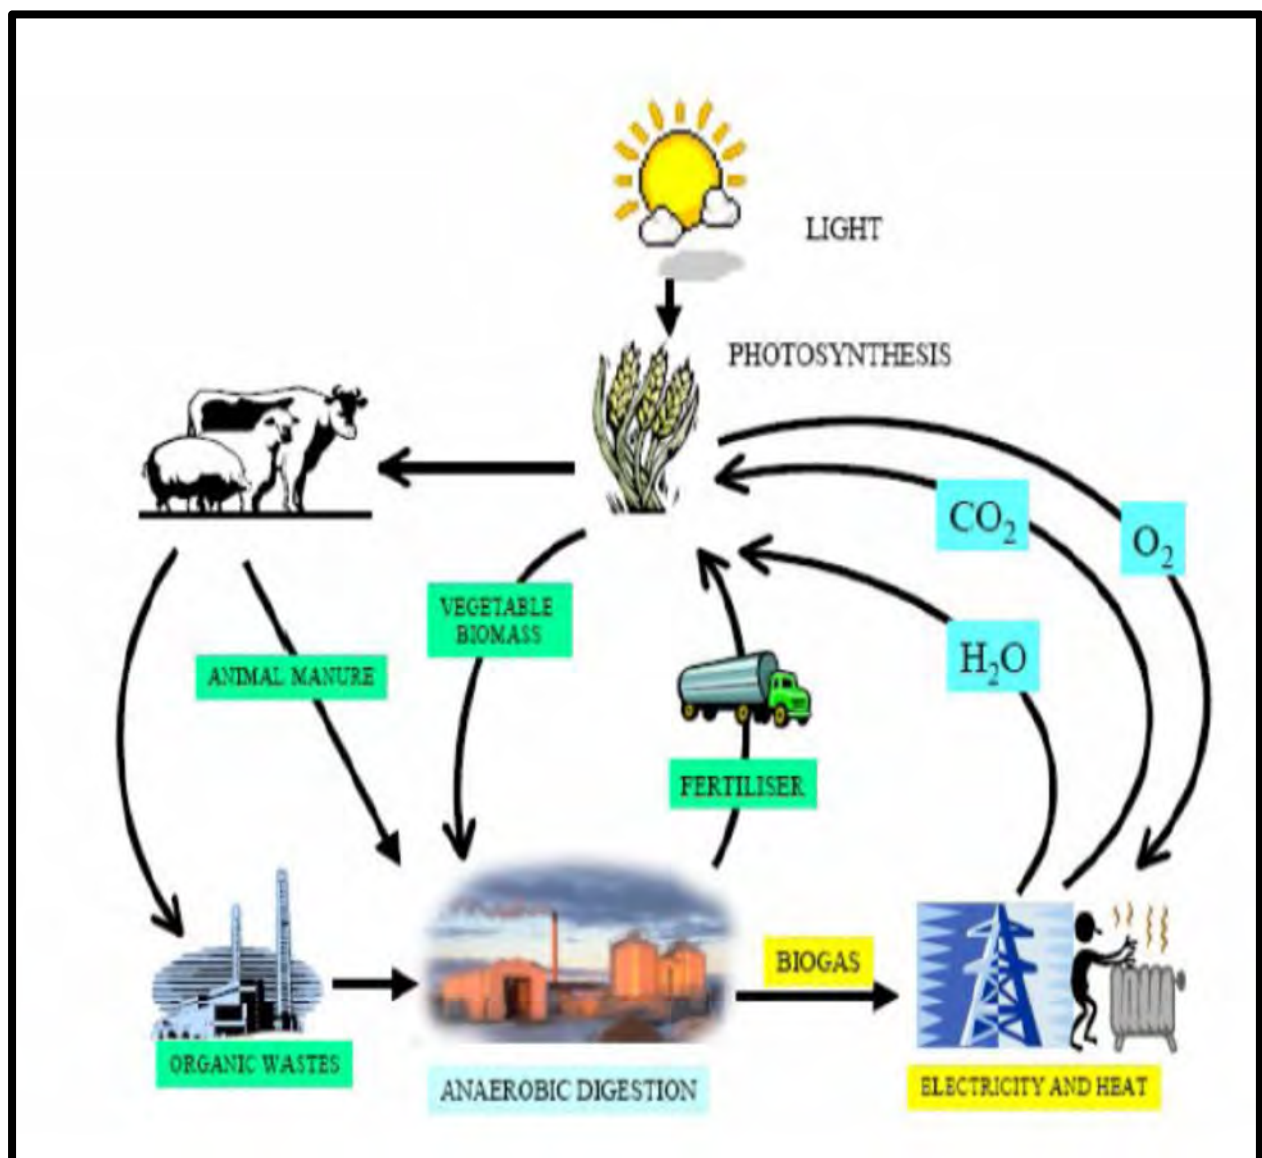 LIGHT
PHOTOSYNTHESIS
CO₂
O₂
VEGETABLE
BIOMASS
H₂O
ANIMAL MANURE
FERTILISER
BIOGAS
ORGANIC WASTES
ANAEROBIC DIGESTION
ELECTRICITY AND HEAT